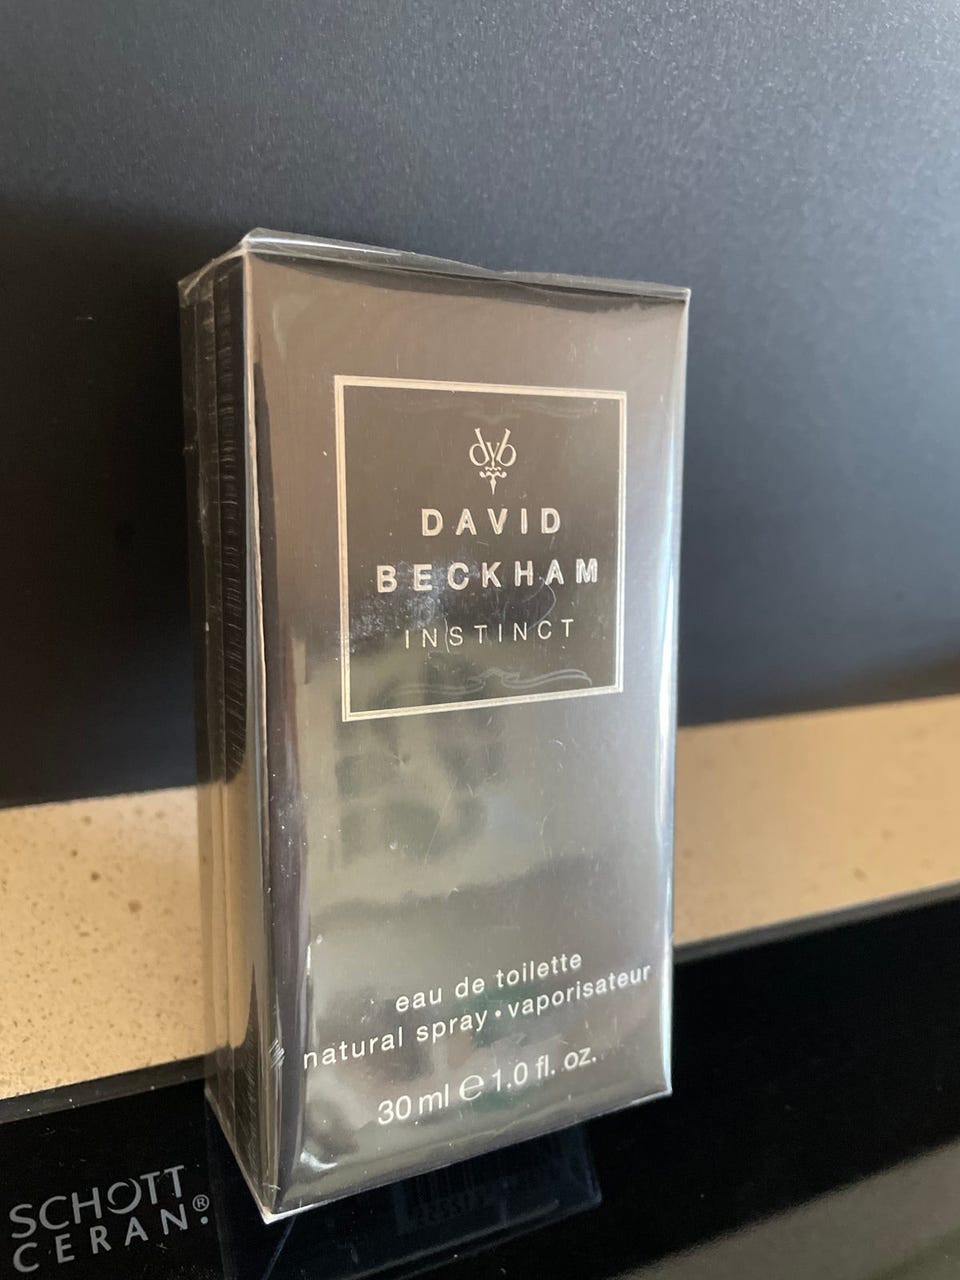 dvb
DAVID
BECKHAM
INSTINCT
eau de toilette
natural spray • vaporisateur
30 ml ℮ 1.0 fl. oz.
SCHOTT
CERAN®